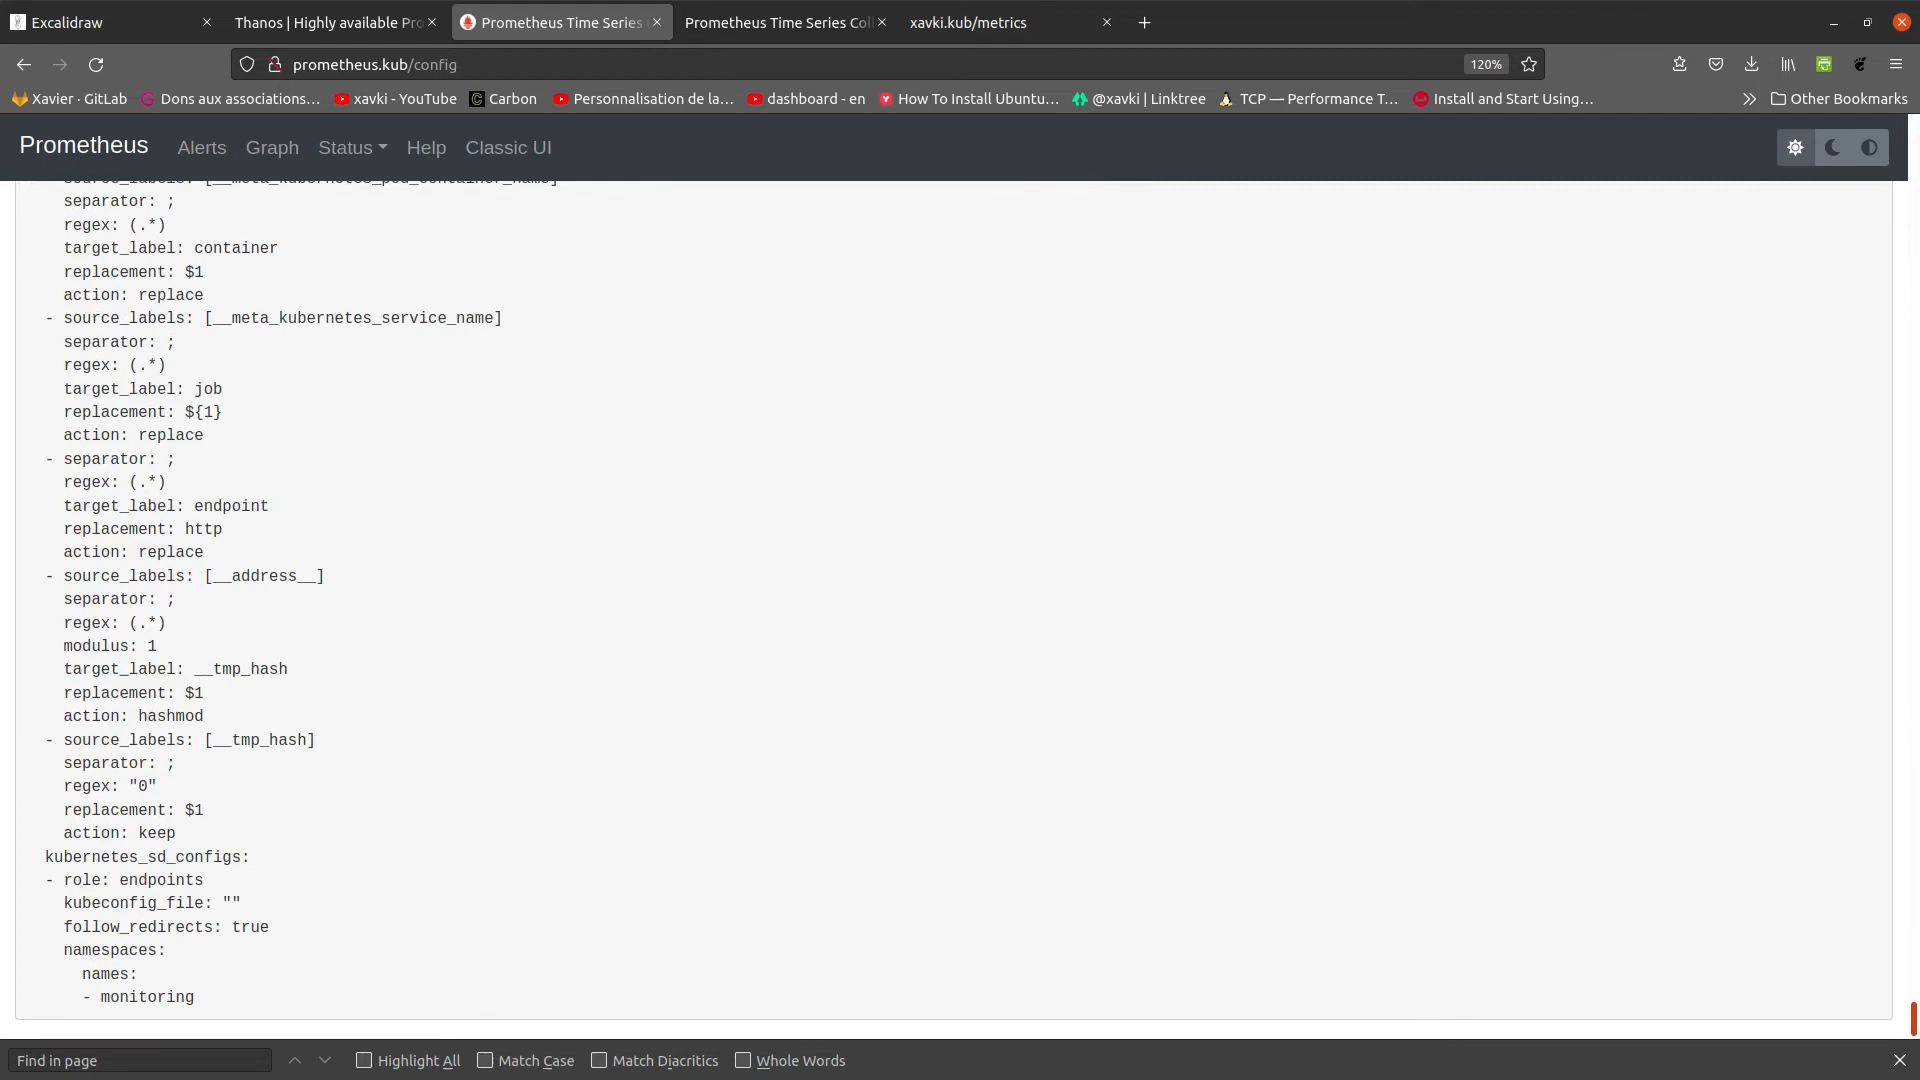 Excalidraw
Thanos | Highly available Pro
Prometheus Time Series
Prometheus Time Series Col
xavki.kub/metrics
prometheus.kub/config
120%
Xavier · GitLab
Dons aux associations…
xavki - YouTube
Carbon
Personnalisation de la…
dashboard - en
How To Install Ubuntu…
@xavki | Linktree
TCP — Performance T…
Install and Start Using…
Other Bookmarks
Prometheus
Alerts
Graph
Status
Help
Classic UI
source_labels: [__meta_kubernetes_pod_container_name]
separator: ;
regex: (.*)
target_label: container
replacement: $1
action: replace
- source_labels: [__meta_kubernetes_service_name]
separator: ;
regex: (.*)
target_label: job
replacement: ${1}
action: replace
- separator: ;
regex: (.*)
target_label: endpoint
replacement: http
action: replace
- source_labels: [__address__]
separator: ;
regex: (.*)
modulus: 1
target_label: __tmp_hash
replacement: $1
action: hashmod
- source_labels: [__tmp_hash]
separator: ;
regex: "0"
replacement: $1
action: keep
kubernetes_sd_configs:
- role: endpoints
kubeconfig_file: ""
follow_redirects: true
namespaces:
names:
- monitoring
Find in page
Highlight All
Match Case
Match Diacritics
Whole Words